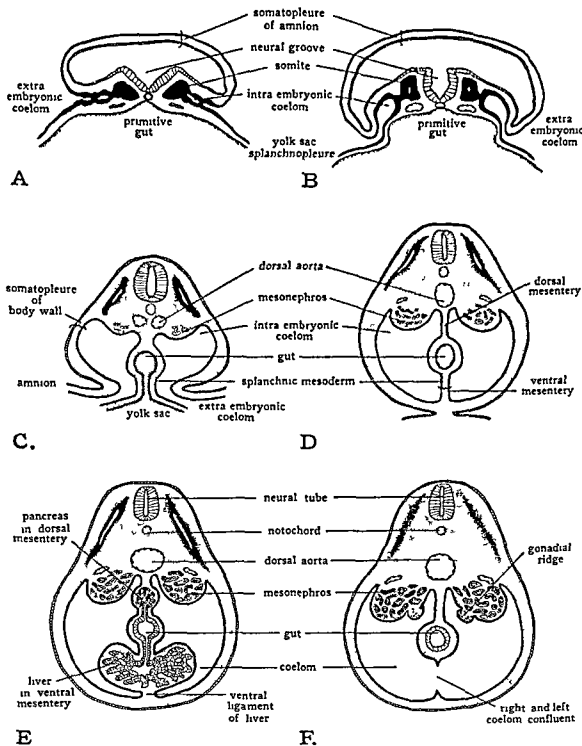 somatopleure
of amnion
neural groove
somite
extra
embryonic
coelom
intra embryonic
coelom
primitive
gut
primitive
gut
yolk sac
splanchnopleure
extra
embryonic
coelom
A
B
somatopleure
of
body wall
dorsal aorta
mesonephros
intra embryonic
coelom
gut
dorsal
mesentery
amnion
splanchnic mesoderm
yolk sac
extra embryonic
coelom
ventral
mesentery
C.
D
neural tube
pancreas
in dorsal
mesentery
notochord
dorsal aorta
gonadial
ridge
mesonephros
gut
coelom
liver
in ventral
mesentery
ventral
ligament
of liver
right and left
coelom confluent
E
F.